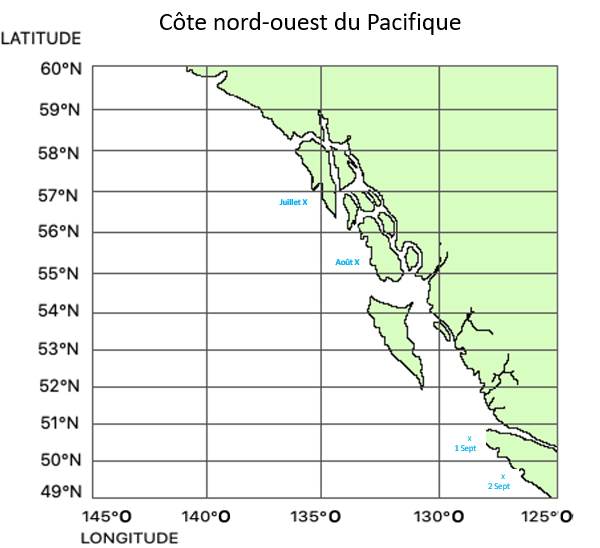 Côte nord-ouest du Pacifique
LATITUDE
60°N
59°N
58°N
57°N
Juillet X
56°N
Août X
55°N
54°N
53°N
52°N
51°N
x
1 Sept
50°N
x
2 Sept
49°N
145°O 140°O 135°O 130°O 125°O
LONGITUDE